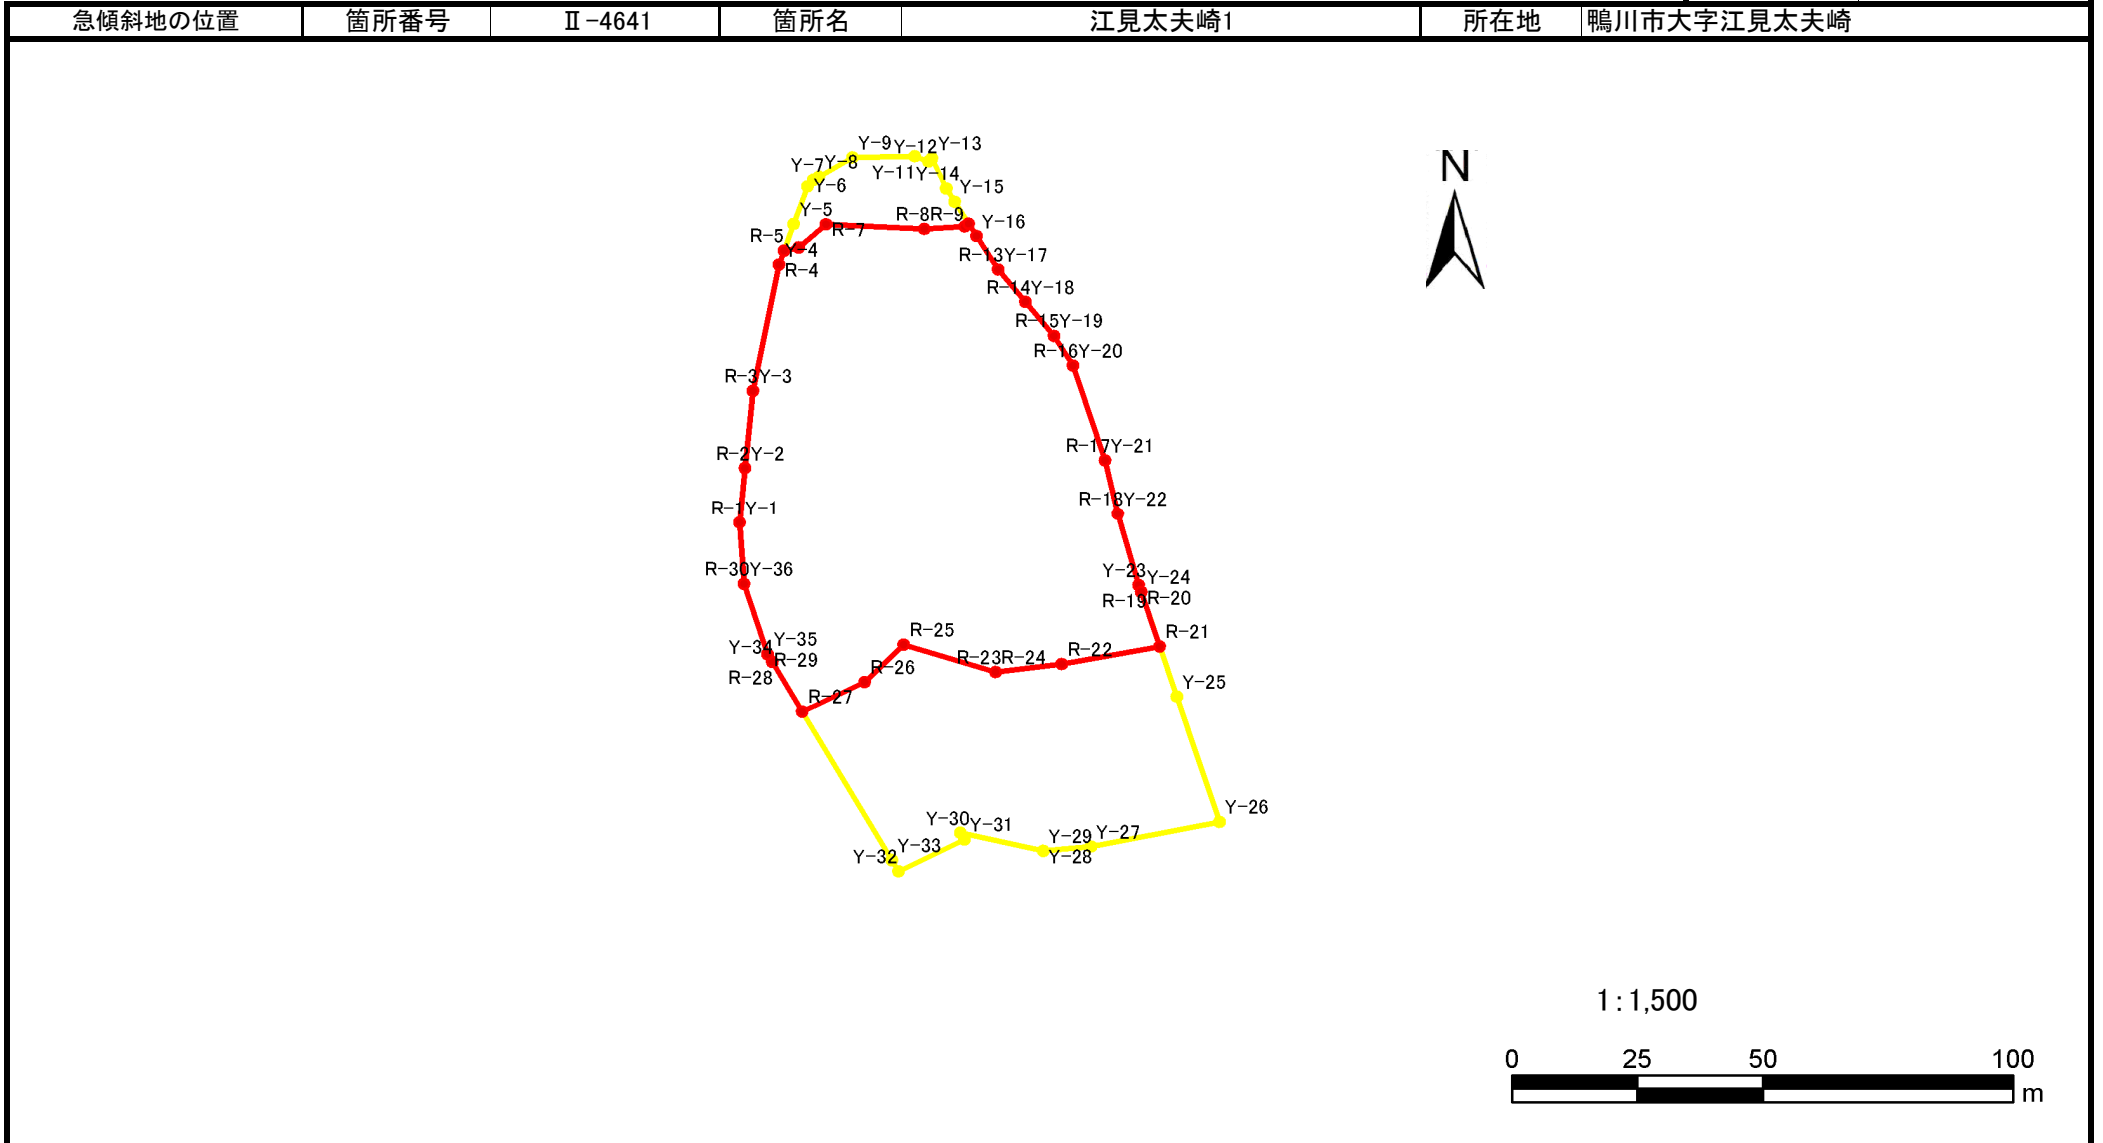 急傾斜地の位置 箇所番号 Ⅱ-4641 箇所名 江見太夫崎1 所在地 鴨川市大字江見太夫崎
Y-9 Y-12 Y-13
Y-7 Y-8
Y-11 Y-14
Y-6 Y-15
Y-5 R-8 R-9 Y-16
R-5 R-7
Y-4 R-13 Y-17
R-4
R-14 Y-18
R-15 Y-19
R-16 Y-20
R-3 Y-3
R-2 Y-2 R-17 Y-21
R-1 Y-1 R-18 Y-22
R-30 Y-36 Y-23 Y-24
R-19 R-20
R-25 R-21
Y-34 Y-35
R-29 R-23 R-24 R-22
R-28 R-26
R-27 Y-25
Y-26
Y-30 Y-31
Y-29 Y-27
Y-32 Y-33 Y-28
N
1:1,500
0 25 50 100
m